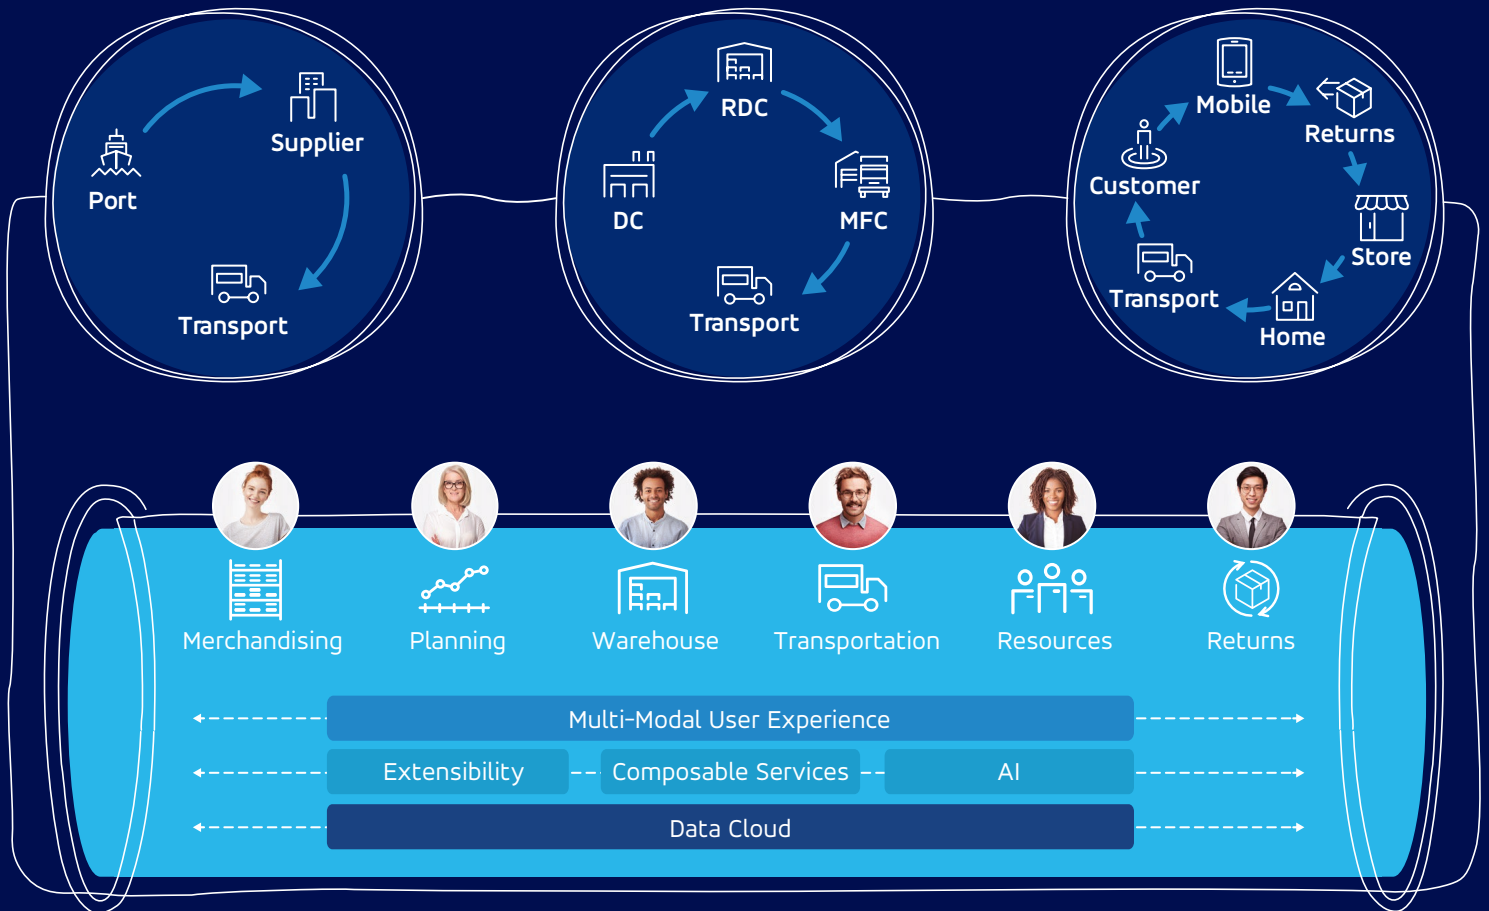 Port
Supplier
Transport
DC
RDC
MFC
Transport
Mobile
Returns
Customer
Store
Transport
Home
Merchandising
Planning
Warehouse
Transportation
Resources
Returns
Multi-Modal User Experience
Extensibility
Composable Services
AI
Data Cloud